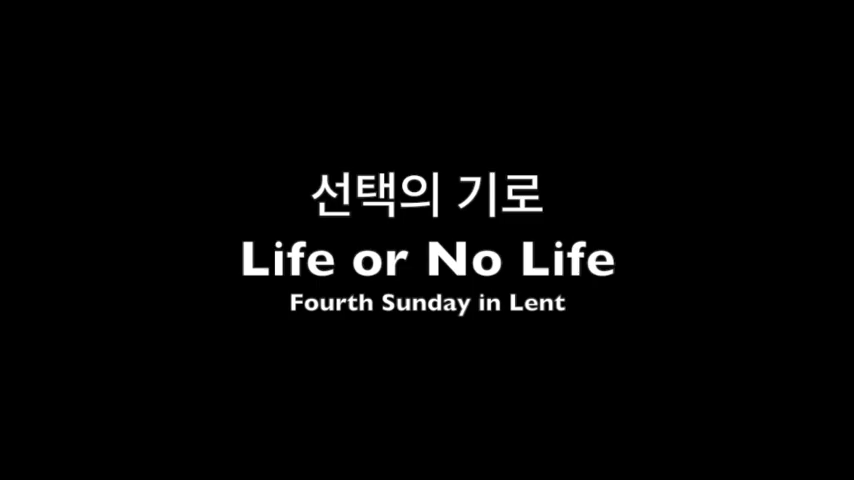 선택의 기로
Life or No Life
Fourth Sunday in Lent